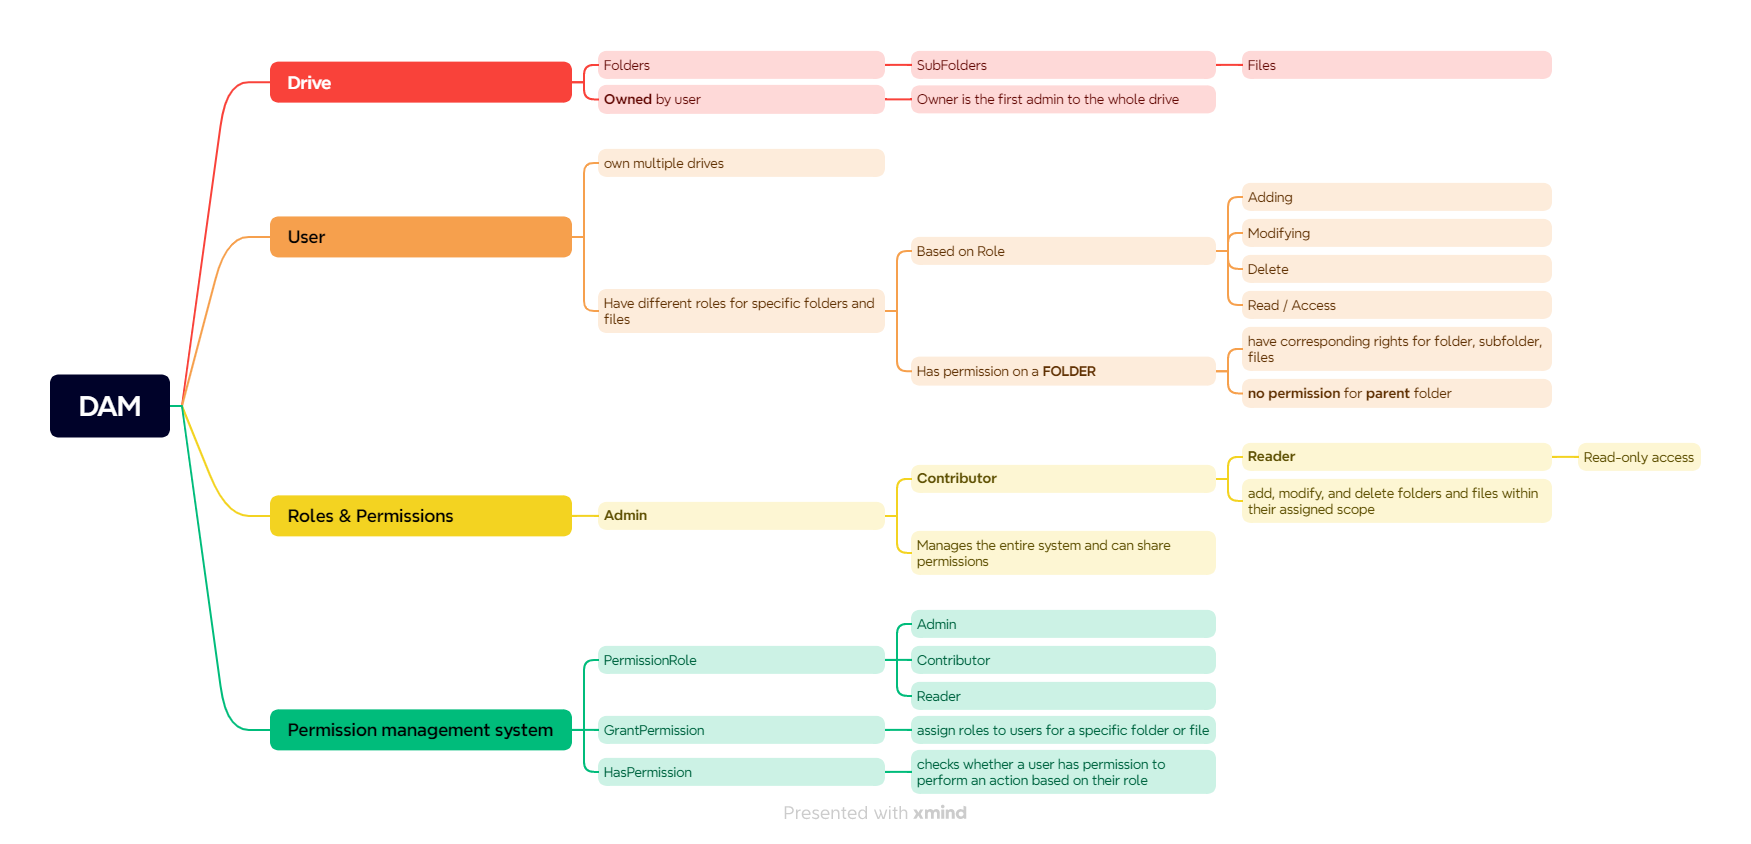 DAM
Drive
Folders
SubFolders
Files
Owned by user
Owner is the first admin to the whole drive
User
own multiple drives
Have different roles for specific folders and
files
Based on Role
Adding
Modifying
Delete
Read / Access
Has permission on a FOLDER
have corresponding rights for folder, subfolder,
files
no permission for parent folder
Roles & Permissions
Admin
Contributor
Reader
Read-only access
add, modify, and delete folders and files within
their assigned scope
Manages the entire system and can share
permissions
Permission management system
PermissionRole
Admin
Contributor
Reader
GrantPermission
assign roles to users for a specific folder or file
HasPermission
checks whether a user has permission to
perform an action based on their role
Presented with xmind